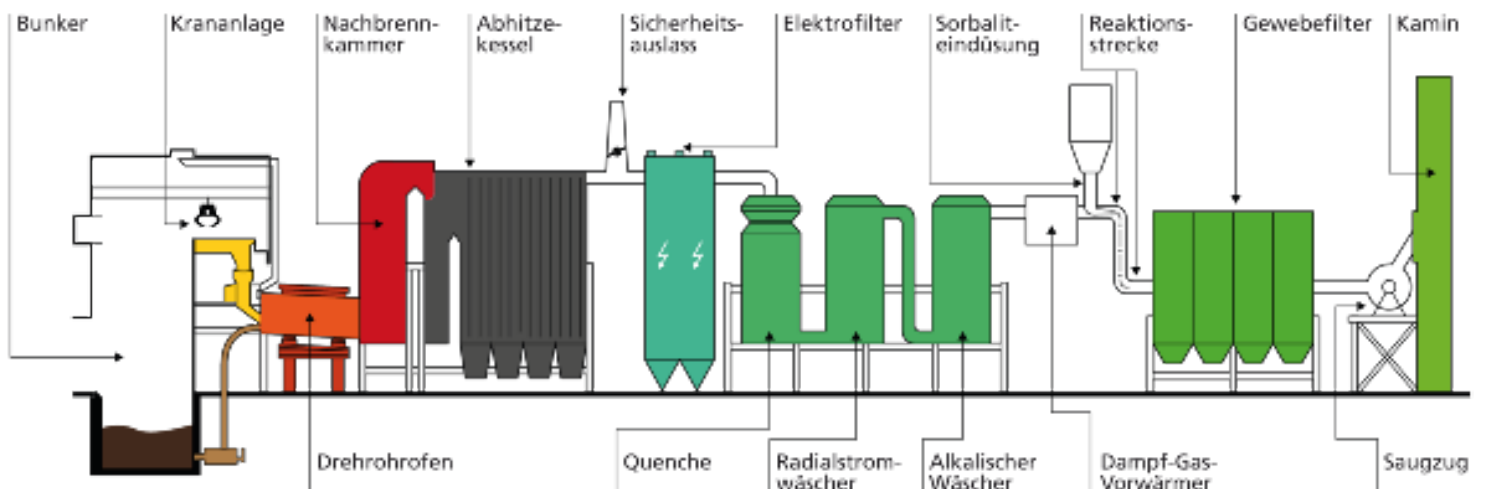 Bunker
Krananlage
Nachbrenn-
kammer
Abhitze-
kessel
Sicherheits-
auslass
Elektrofilter
Sorbalit-
eindüsung
Reaktions-
strecke
Gewebefilter
Kamin
Drehrohrofen
Quenche
Radialstrom-
wäscher
Alkalischer
Wäscher
Dampf-Gas-
Vorwärmer
Saugzug